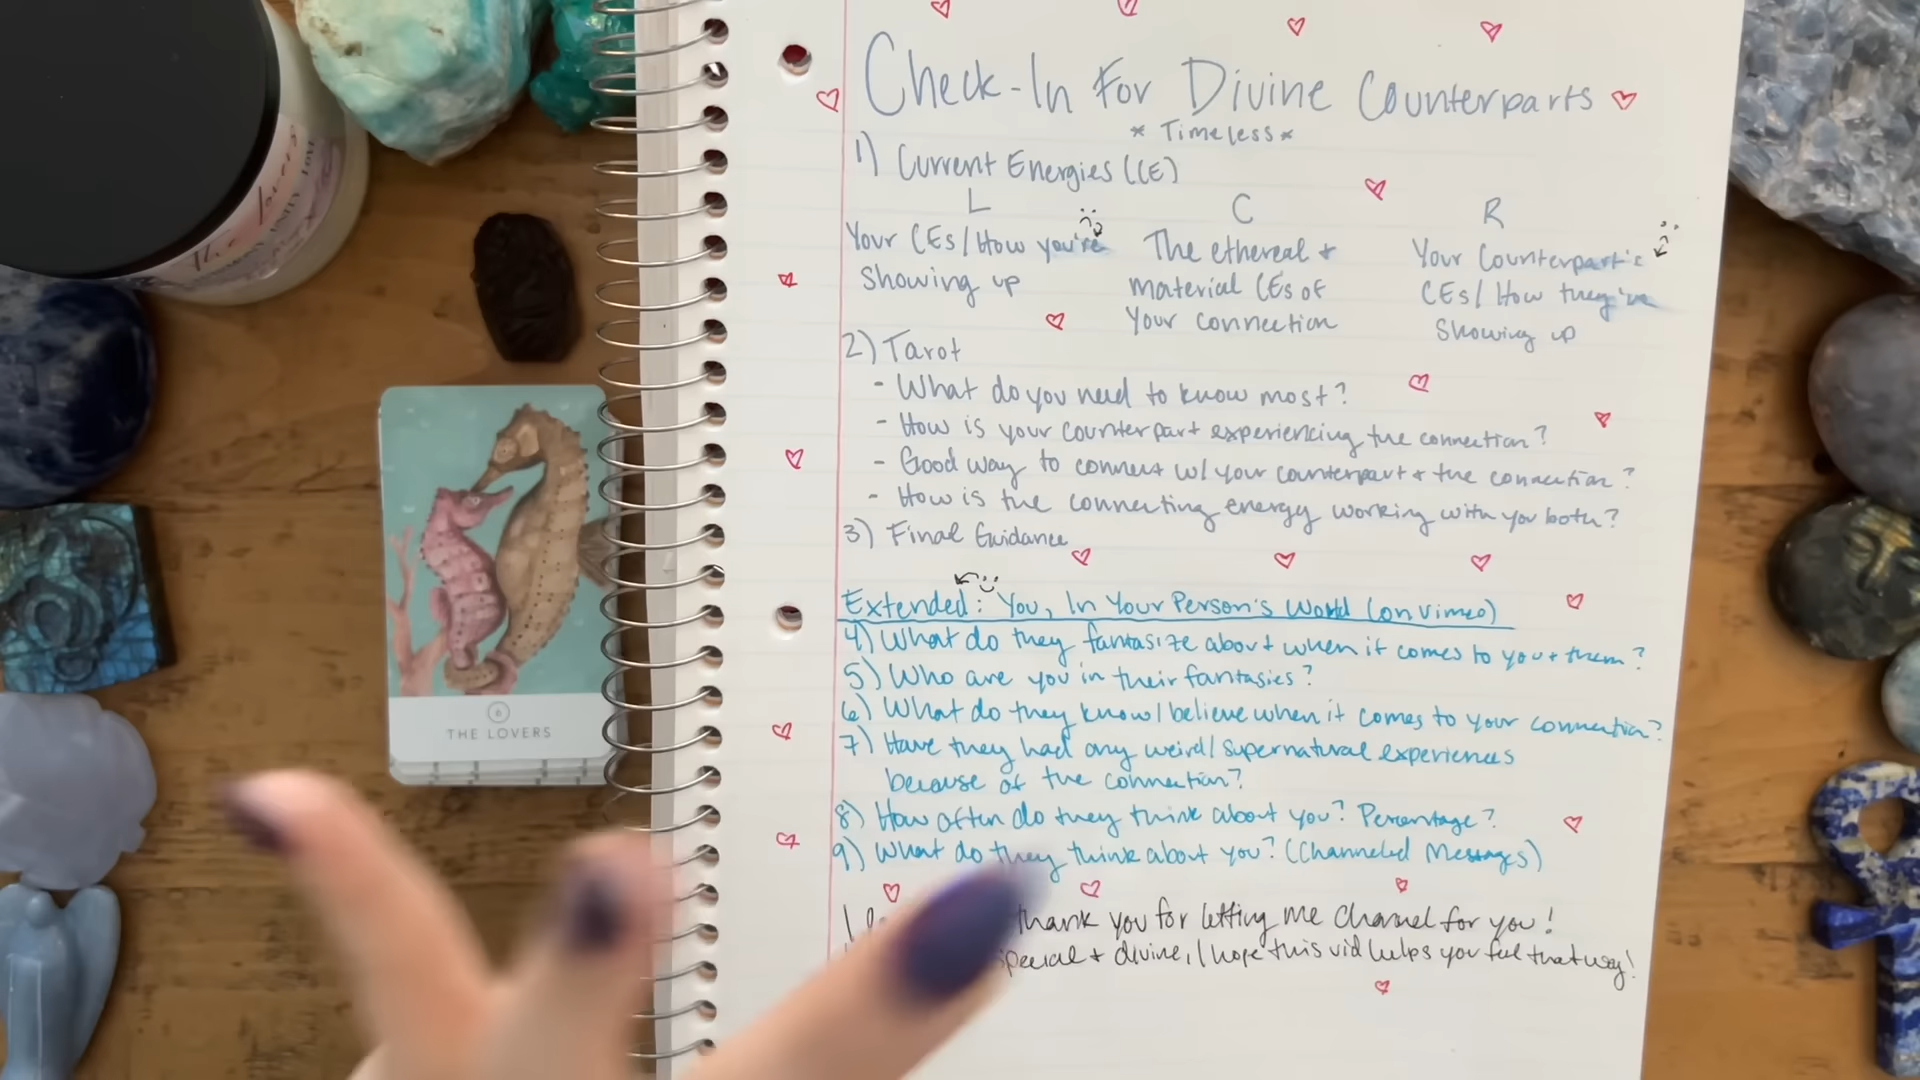 Check-In For Divine Counterparts
* Timeless *
1) Current Energies (CE)
L C R
Your CEs/How you're
showing up
The ethereal +
material CEs of
your connection
Your Counterpart's
CEs/How they're
showing up
2) Tarot
- What do you need to know most?
- How is your counterpart experiencing the connection?
- Good way to connect w/ your counterpart + the connection?
- How is the connecting energy working with you both?
3) Final Guidance
Extended: You, In Your Person's World (on vimeo)
4) What do they fantasize about when it comes to you + them?
5) Who are you in their fantasies?
6) What do they know/believe when it comes to your connection?
7) Have they had any weird/supernatural experiences
because of the connection?
8) How often do they think about you? Percentage?
9) What do they think about you? (Channeled Messages)
I thank you for letting me channel for you!
special + divine, I hope this vid helps you feel that way!
6
THE LOVERS
the lovers